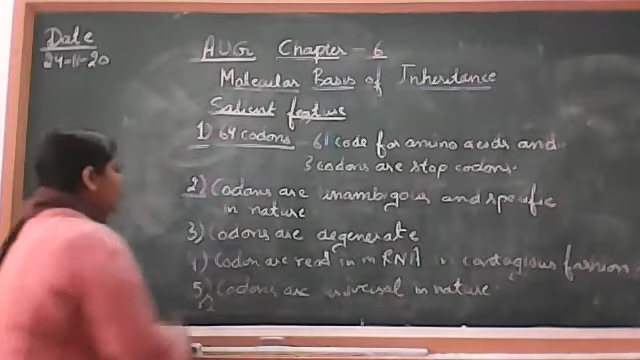 Date
24-11-20
AUG Chapter - 6
Molecular Basis of Inheritance
Salient feature
1) 64 codons 61 code for amino acids and
3 codons are stop codons.
2) Codons are inambigous and specific
in nature
3) Codons are degenerate
4) Codon are read in mRNA in contagious fashion
5) Codons are universal in nature